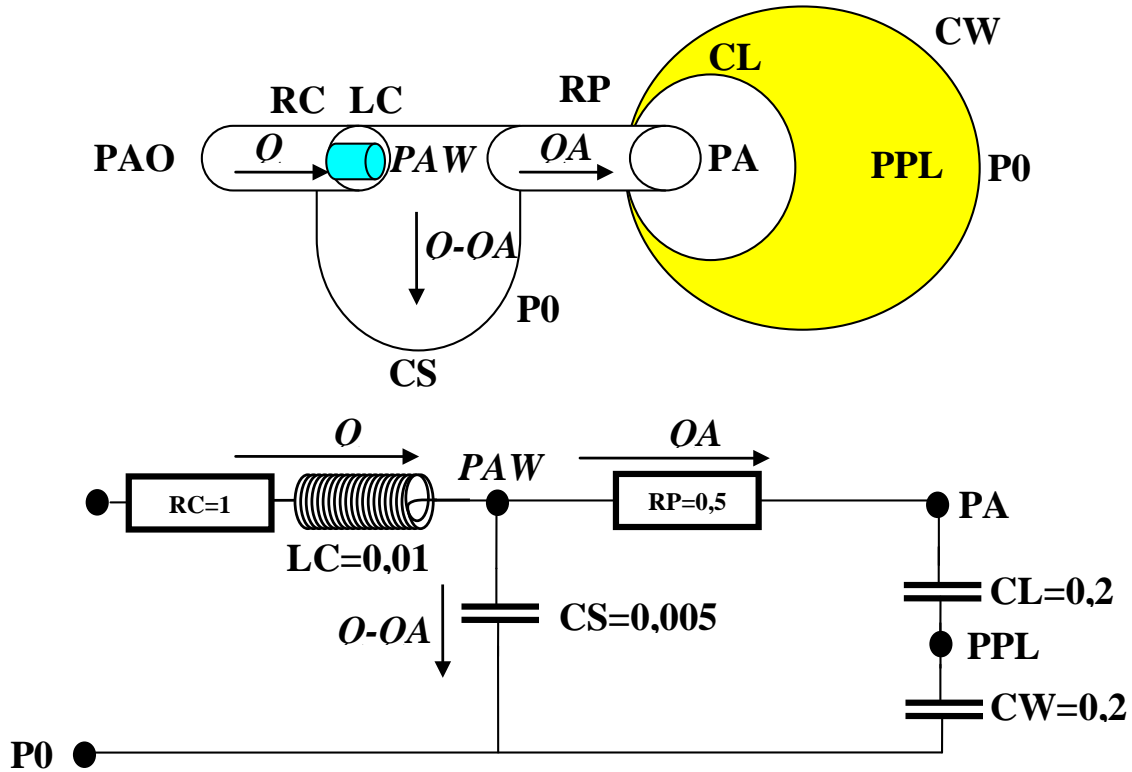 CW
CL
RP
RC LC
PAO
Q
PAW
QA
PA
PPL
P0
Q-QA
P0
CS
Q
QA
PAW
RC=1
RP=0,5
PA
LC=0,01
CL=0,2
Q-QA
CS=0,005
PPL
CW=0,2
P0